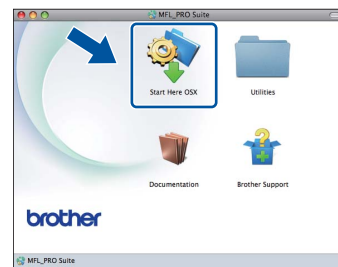 MFL_PRO Suite
Start Here OSX
Utilities
Documentation
Brother Support
brother
MFL_PRO Suite